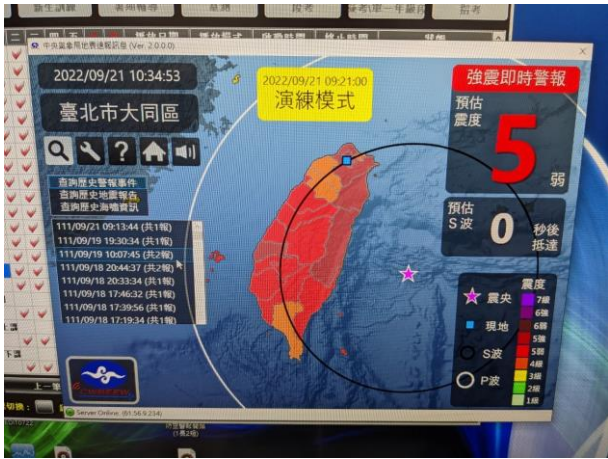 中央氣象局地表速報訊息 (Ver. 2.0.0.0)
2022/09/21 10:34:53
臺北市大同區
2022/09/21 09:21:00
演練模式
強震即時警報
預估
震度
5
弱
預估
S波
0
秒後
抵達
查詢歷史警報事件
查詢歷史地震報告
查詢歷史海嘯資訊
111/09/21 09:13:44 (共1報)
111/09/19 19:30:34 (共1報)
111/09/19 10:07:45 (共2報)
111/09/18 20:44:37 (共2報)
111/09/18 20:33:34 (共1報)
111/09/18 17:46:32 (共1報)
111/09/18 17:39:56 (共1報)
111/09/18 17:19:34 (共1報)
震度
震央
現地
S波
P波
7級
6強
6弱
5強
5弱
4級
3級
2級
1級
上一筆
Server Online. (61.56.9.234)